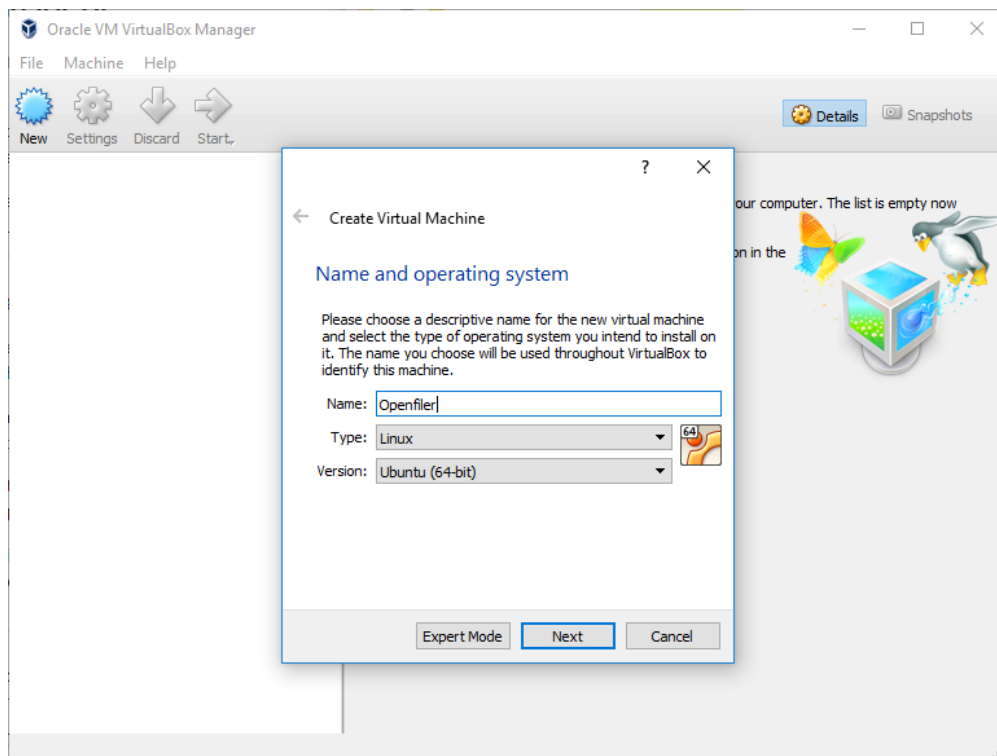 Oracle VM VirtualBox Manager
File Machine Help
New Settings Discard Start
Details Snapshots
our computer. The list is empty now
on in the
?
Create Virtual Machine
Name and operating system
Please choose a descriptive name for the new virtual machine
and select the type of operating system you intend to install on
it. The name you choose will be used throughout VirtualBox to
identify this machine.
Name: Openfiler
Type: Linux
64
Version: Ubuntu (64-bit)
Expert Mode Next Cancel